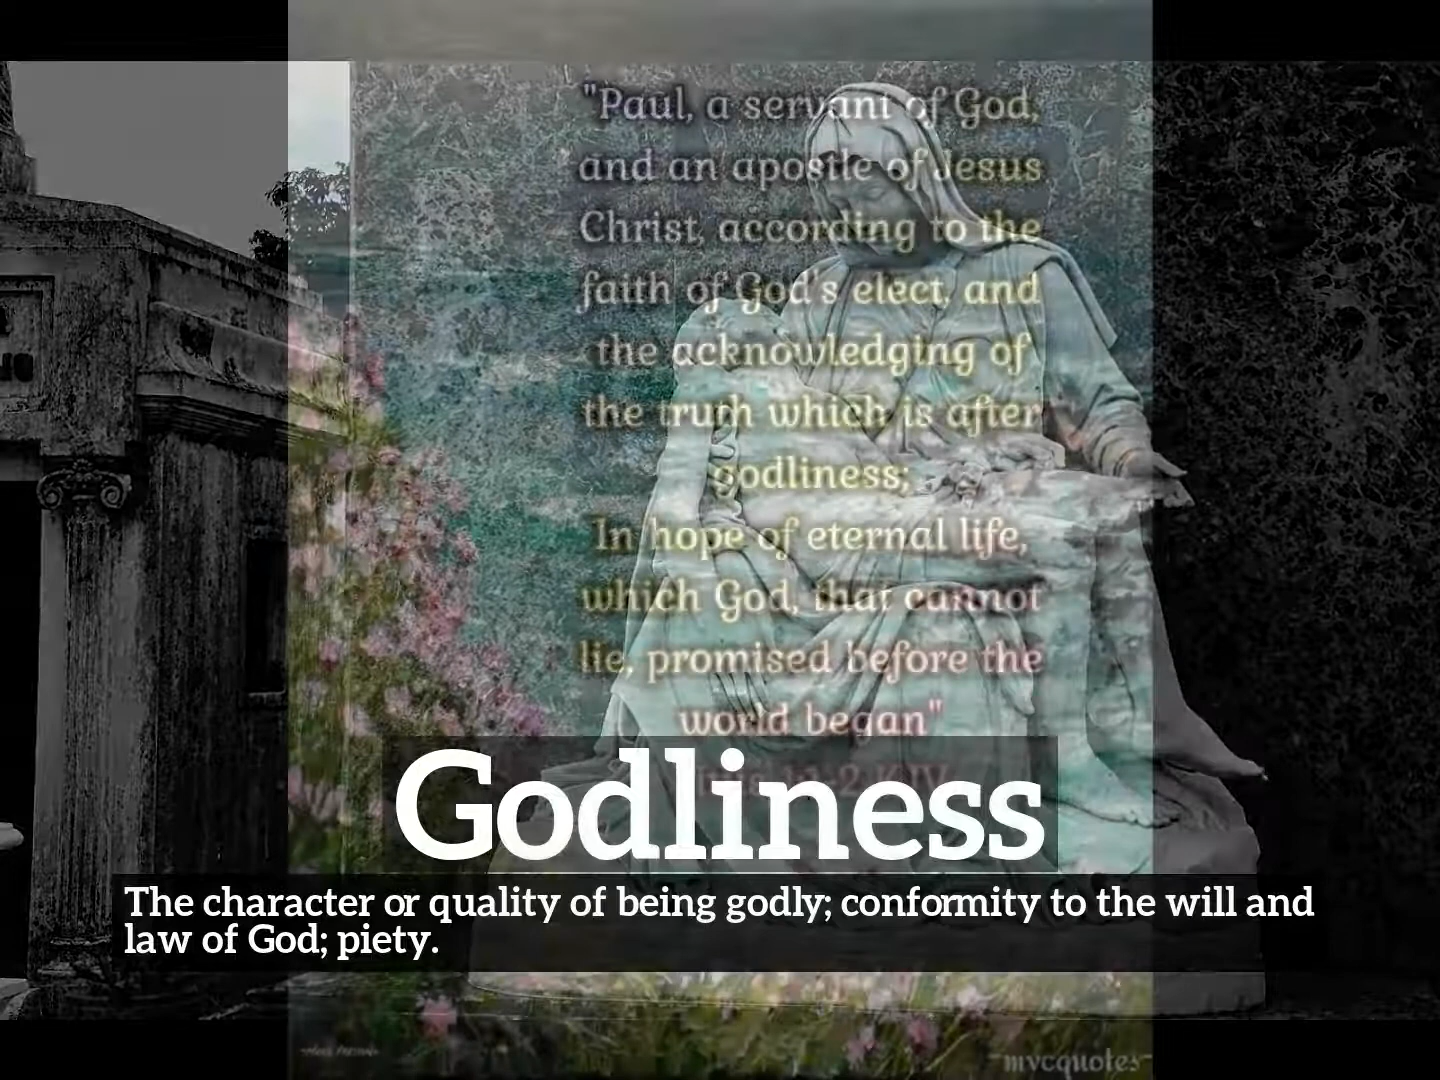 "Paul, a servant of God,
and an apostle of Jesus
Christ, according to the
faith of God's elect, and
the acknowledging of
the truth which is after
godliness;
In hope of eternal life,
which God, that cannot
lie, promised before the
world began"
Godliness
The character or quality of being godly; conformity to the will and
law of God; piety.
mvcquotes